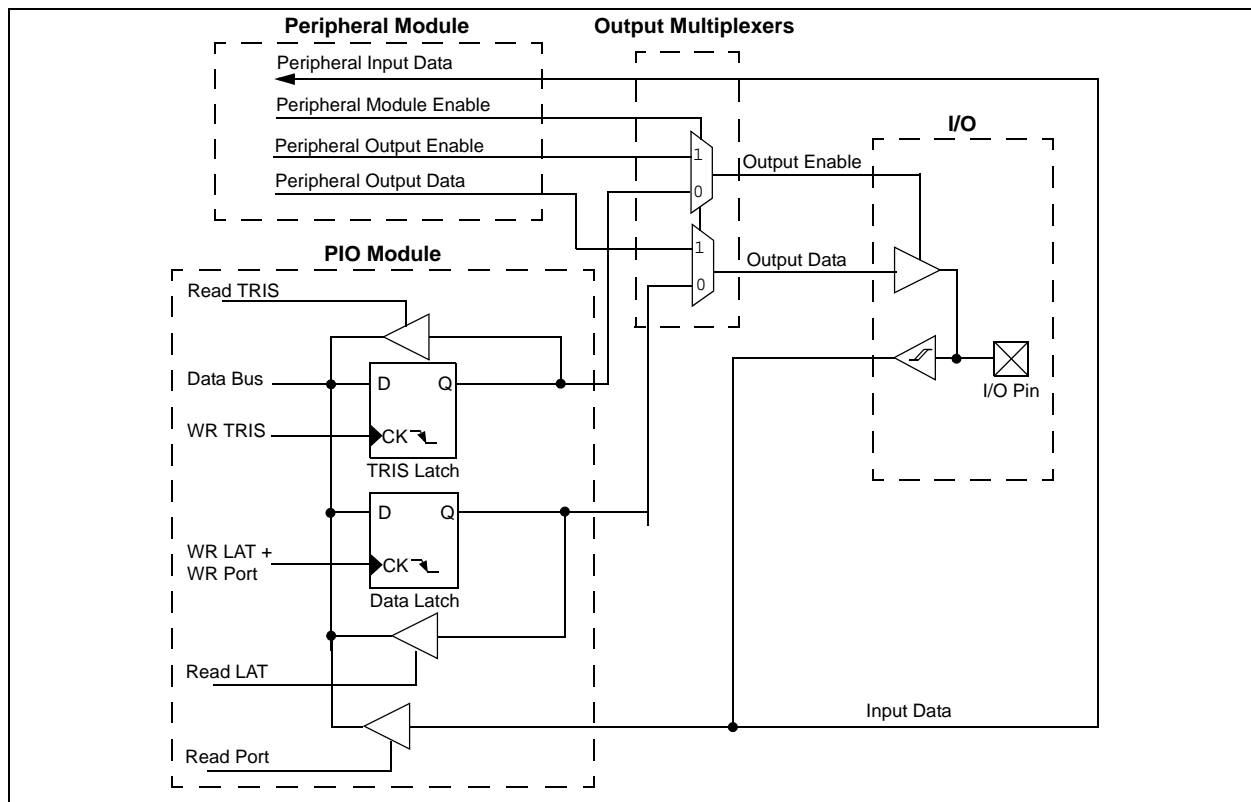 Peripheral Module
Output Multiplexers
Peripheral Input Data
Peripheral Module Enable
Peripheral Output Enable
Peripheral Output Data
1
0
Output Enable
1
0
Output Data
I/O
I/O Pin
PIO Module
Read TRIS
Data Bus
D
Q
WR TRIS
CK
TRIS Latch
D
Q
WR LAT +
WR Port
CK
Data Latch
Read LAT
Read Port
Input Data